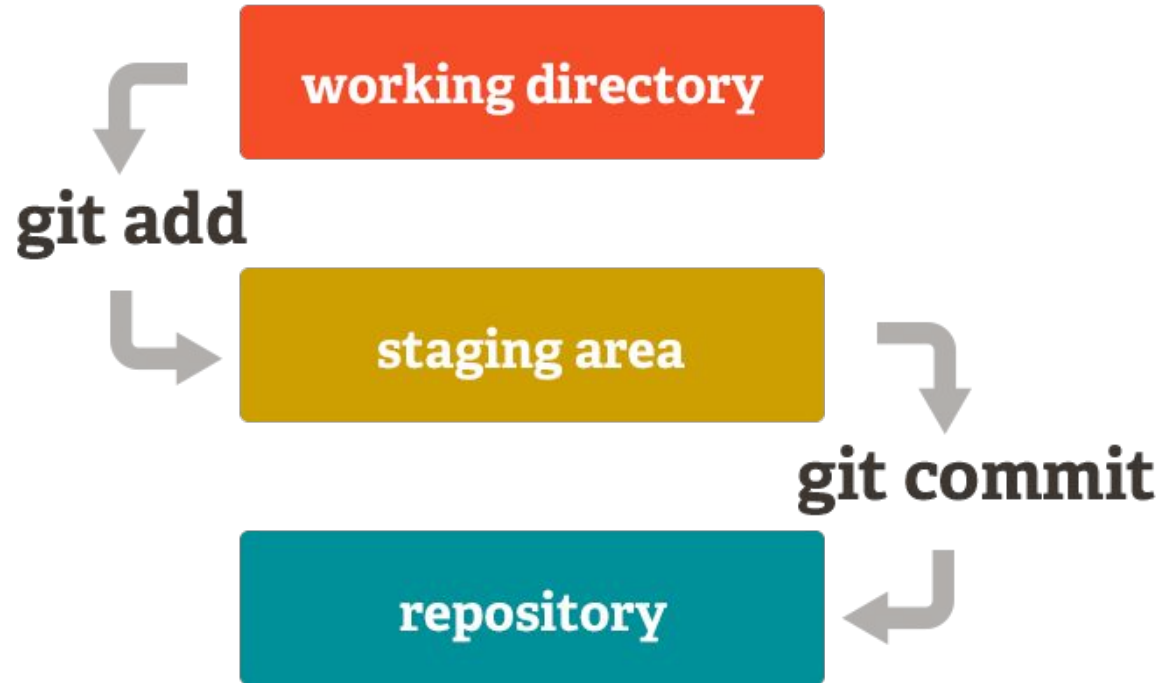 working directory
git add
staging area
git commit
repository